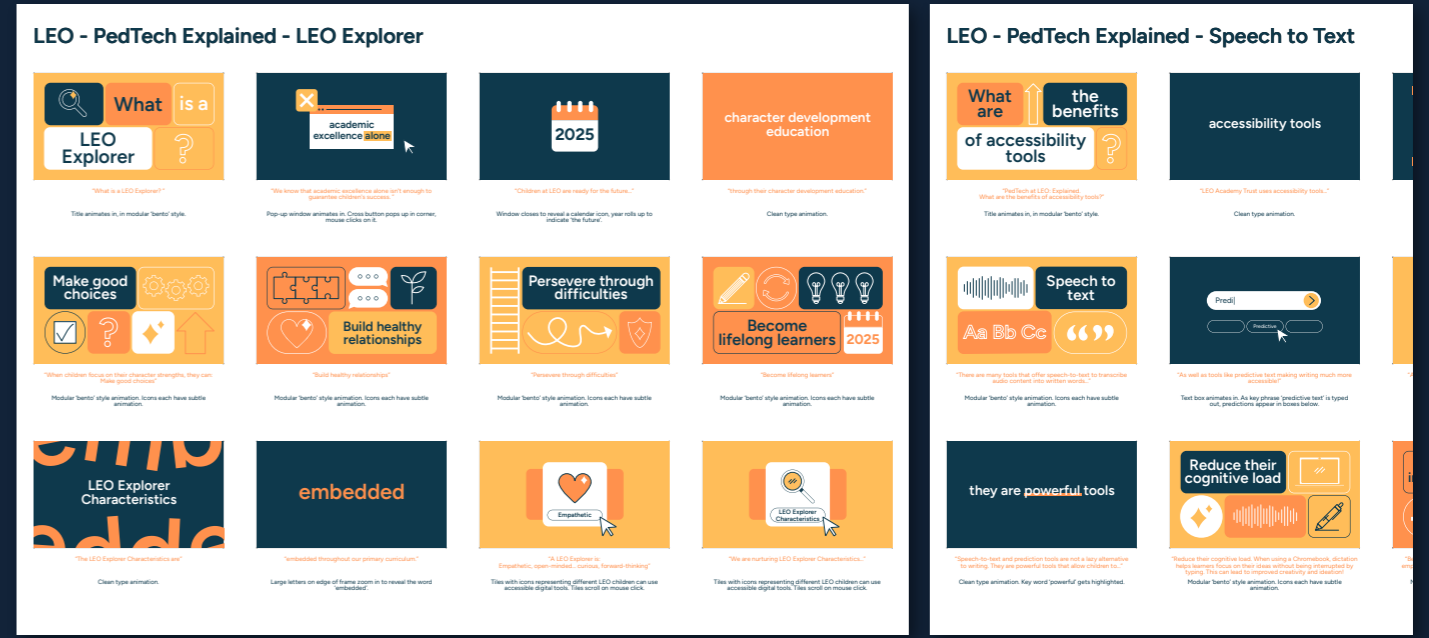 LEO - PedTech Explained - LEO Explorer
What
is a
LEO
Explorer
"What is a LEO Explorer? "
Title animates in, in modular 'bento' style.
academic
excellence alone
"We know that academic excellence alone isn't enough to
guarantee children's success."
Pop-up window animates in. Cross button pops up in corner,
mouse clicks on it.
2025
"Children at LEO are ready for the future..."
Window closes to reveal a calendar icon, year rolls up to
indicate 'the future'.
character development
education
"through their character development education"
Clean type animation.
Make good
choices
"When children focus on their character strengths, they can:
Make good choices"
Modular 'bento' style animation. Icons each have subtle
animation.
Build healthy
relationships
"Build healthy relationships"
Modular 'bento' style animation. Icons each have subtle
animation.
Persevere through
difficulties
"Persevere through difficulties"
Modular 'bento' style animation. Icons each have subtle
animation.
Become
lifelong learners
2025
"Become lifelong learners"
Modular 'bento' style animation. Icons each have subtle
animation.
LEO Explorer
Characteristics
"The LEO Explorer Characteristics are"
Clean type animation.
embedded
"embedded throughout our primary curriculum."
Large letters on edge of frame zoom in to reveal the word
'embedded'.
Empathetic
"A LEO Explorer is:
Empathetic, open-minded... curious, forward-thinking"
Tiles with icons representing different LEO children can use
accessible digital tools. Tiles scroll on mouse click.
LEO Explorer
Characteristics
"We are nurturing LEO Explorer Characteristics..."
Tiles with icons representing different LEO children can use
accessible digital tools. Tiles scroll on mouse click.
LEO - PedTech Explained - Speech to Text
What
are
the
benefits
of accessibility
tools
"PedTech at LEO: Explained.
What are the benefits of accessibility tools?"
Title animates in, in modular 'bento' style.
accessibility tools
"LEO Academy Trust uses accessibility tools..."
Clean type animation.
Speech to
text
Aa Bb Cc
"There are many tools that offer speech-to-text to transcribe
audio content into written words..."
Modular 'bento' style animation. Icons each have subtle
animation.
Predi
Predictive
"As well as tools like predictive text making writing much more
accessible!"
Text box animates in. As key phrase 'predictive text' is typed
out, predictions appear in boxes below.
they are powerful tools
"Speech-to-text and prediction tools are not a lazy alternative
to writing. They are powerful tools that allow children to..."
Clean type animation. Key word 'powerful' gets highlighted.
Reduce their
cognitive load
"Reduce their cognitive load. When using a Chromebook, dictation
helps learners focus on their ideas without being interrupted by
typing. This can lead to improved creativity and ideation!
Modular 'bento' style animation. Icons each have subtle
animation.